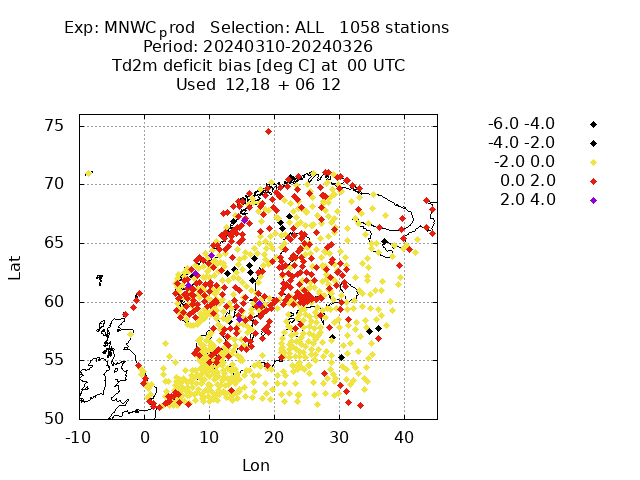 Exp: MNWC_prod   Selection: ALL   1058 stations
Period: 20240310-20240326
Td2m deficit bias [deg C] at  00 UTC
Used  12,18 + 06 12
-6.0 -4.0
-4.0 -2.0
-2.0 0.0
0.0 2.0
2.0 4.0
75
70
65
60
55
50
Lat
-10 0 10 20 30 40
Lon